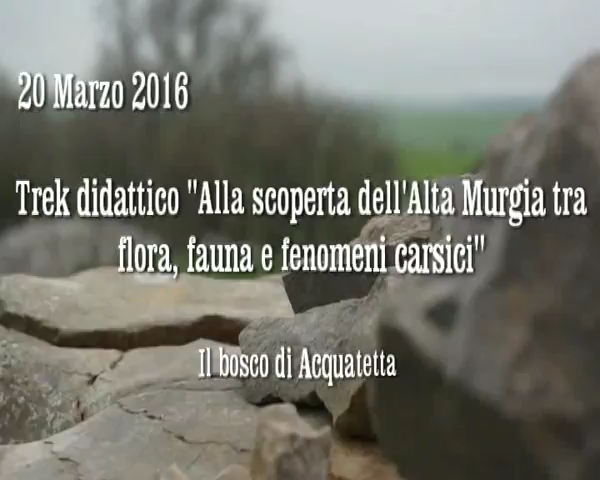 20 Marzo 2016
Trek didattico "Alla scoperta dell'Alta Murgia tra
flora, fauna e fenomeni carsici"
Il bosco di Acquatetta